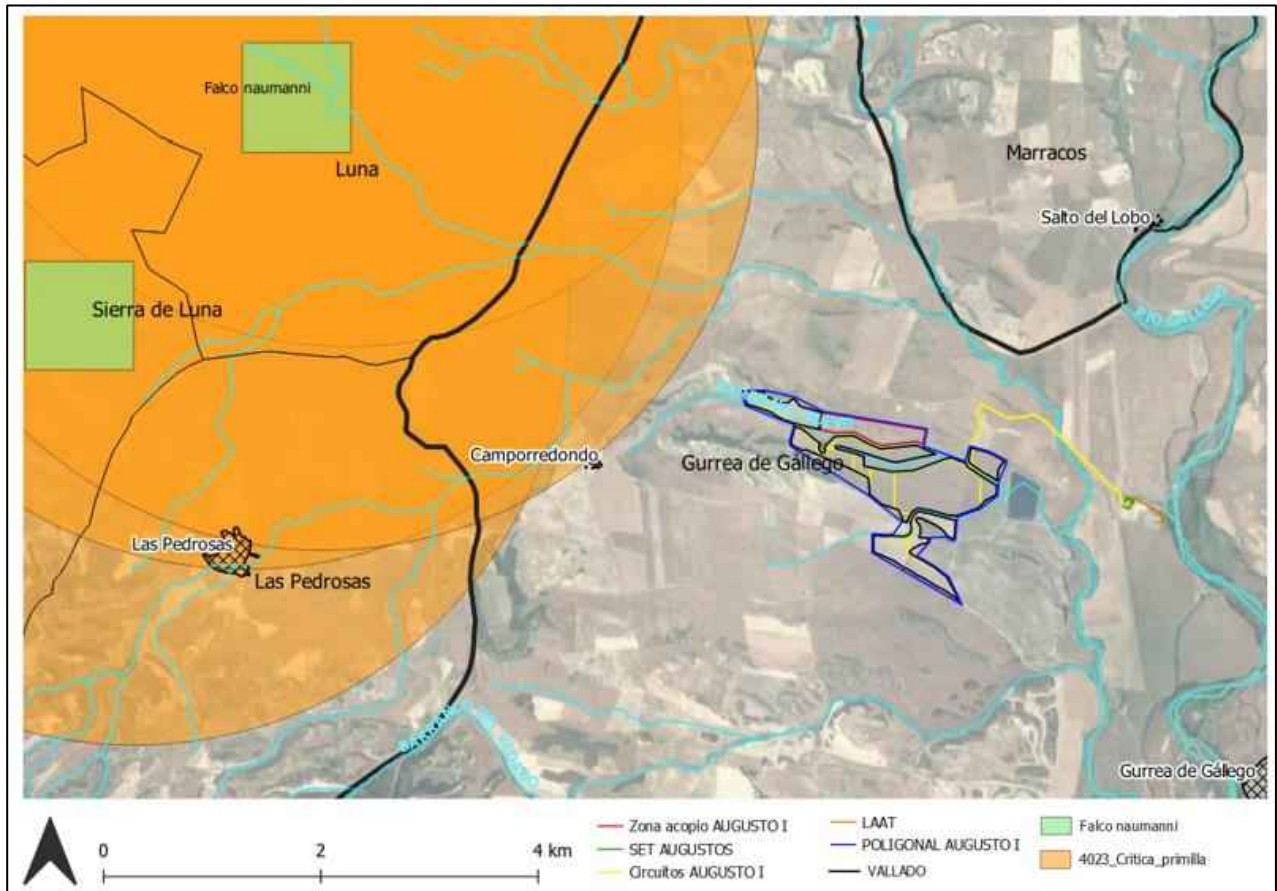 Falco naumanni
Luna
Marracos
Salto del Lobo
Sierra de Luna
Camporredondo
Gurrea de Gállego
Las Pedrosas
Las Pedrosas
Gurrea de Gállego
0 2 4 km
Zona acopio AUGUSTO I
SET AUGUSTOS
Circuitos AUGUSTO I
LAAT
POLIGONAL AUGUSTO I
VALLADO
Falco naumanni
4023_Critica_primilla